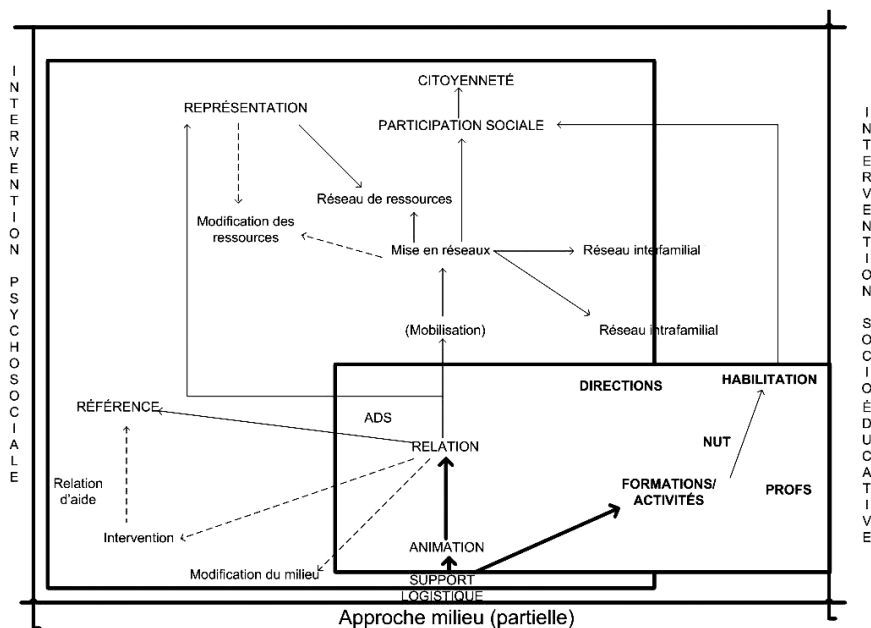 INTERVENTION PSYCHOSOCIALE
CITOYENNETÉ
REPRÉSENTATION
PARTICIPATION SOCIALE
Réseau de ressources
Modification des
ressources
Mise en réseaux
Réseau interfamilial
(Mobilisation)
Réseau intrafamilial
DIRECTIONS
HABILITATION
RÉFÉRENCE
ADS
RELATION
NUT
Relation
d'aide
FORMATIONS/
ACTIVITÉS
PROFS
Intervention
ANIMATION
Modification du milieu
SUPPORT
LOGISTIQUE
Approche milieu (partielle)
INTERVENTION SOCIOÉDUCATIVE